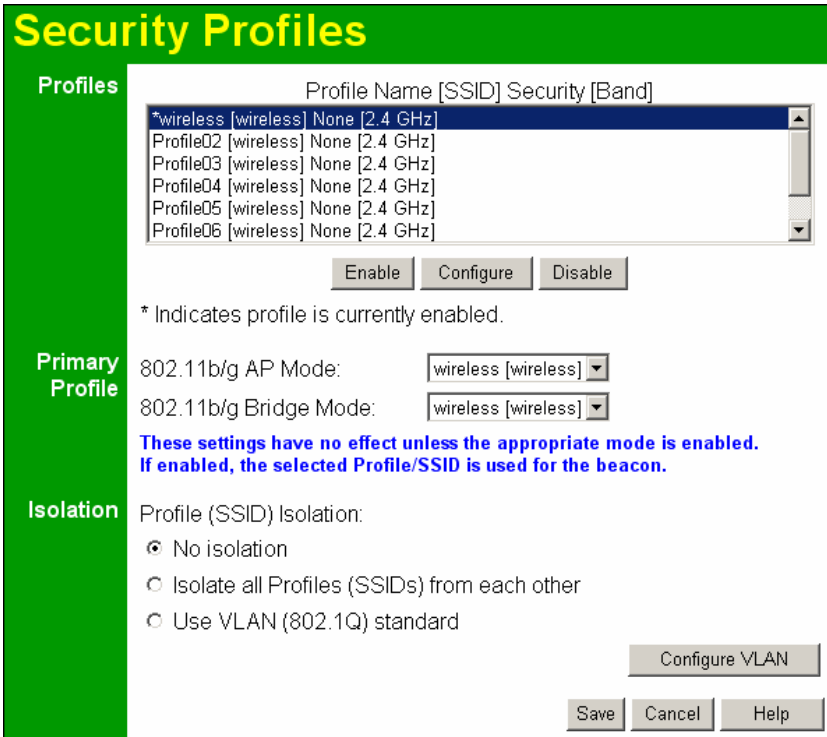 Security Profiles
Profiles
Profile Name [SSID] Security [Band]
*wireless [wireless] None [2.4 GHz]
Profile02 [wireless] None [2.4 GHz]
Profile03 [wireless] None [2.4 GHz]
Profile04 [wireless] None [2.4 GHz]
Profile05 [wireless] None [2.4 GHz]
Profile06 [wireless] None [2.4 GHz]
Enable Configure Disable
* Indicates profile is currently enabled.
Primary Profile
802.11b/g AP Mode: wireless [wireless]
802.11b/g Bridge Mode: wireless [wireless]
These settings have no effect unless the appropriate mode is enabled.
If enabled, the selected Profile/SSID is used for the beacon.
Isolation
Profile (SSID) Isolation:
No isolation
Isolate all Profiles (SSIDs) from each other
Use VLAN (802.1Q) standard
Configure VLAN
Save Cancel Help